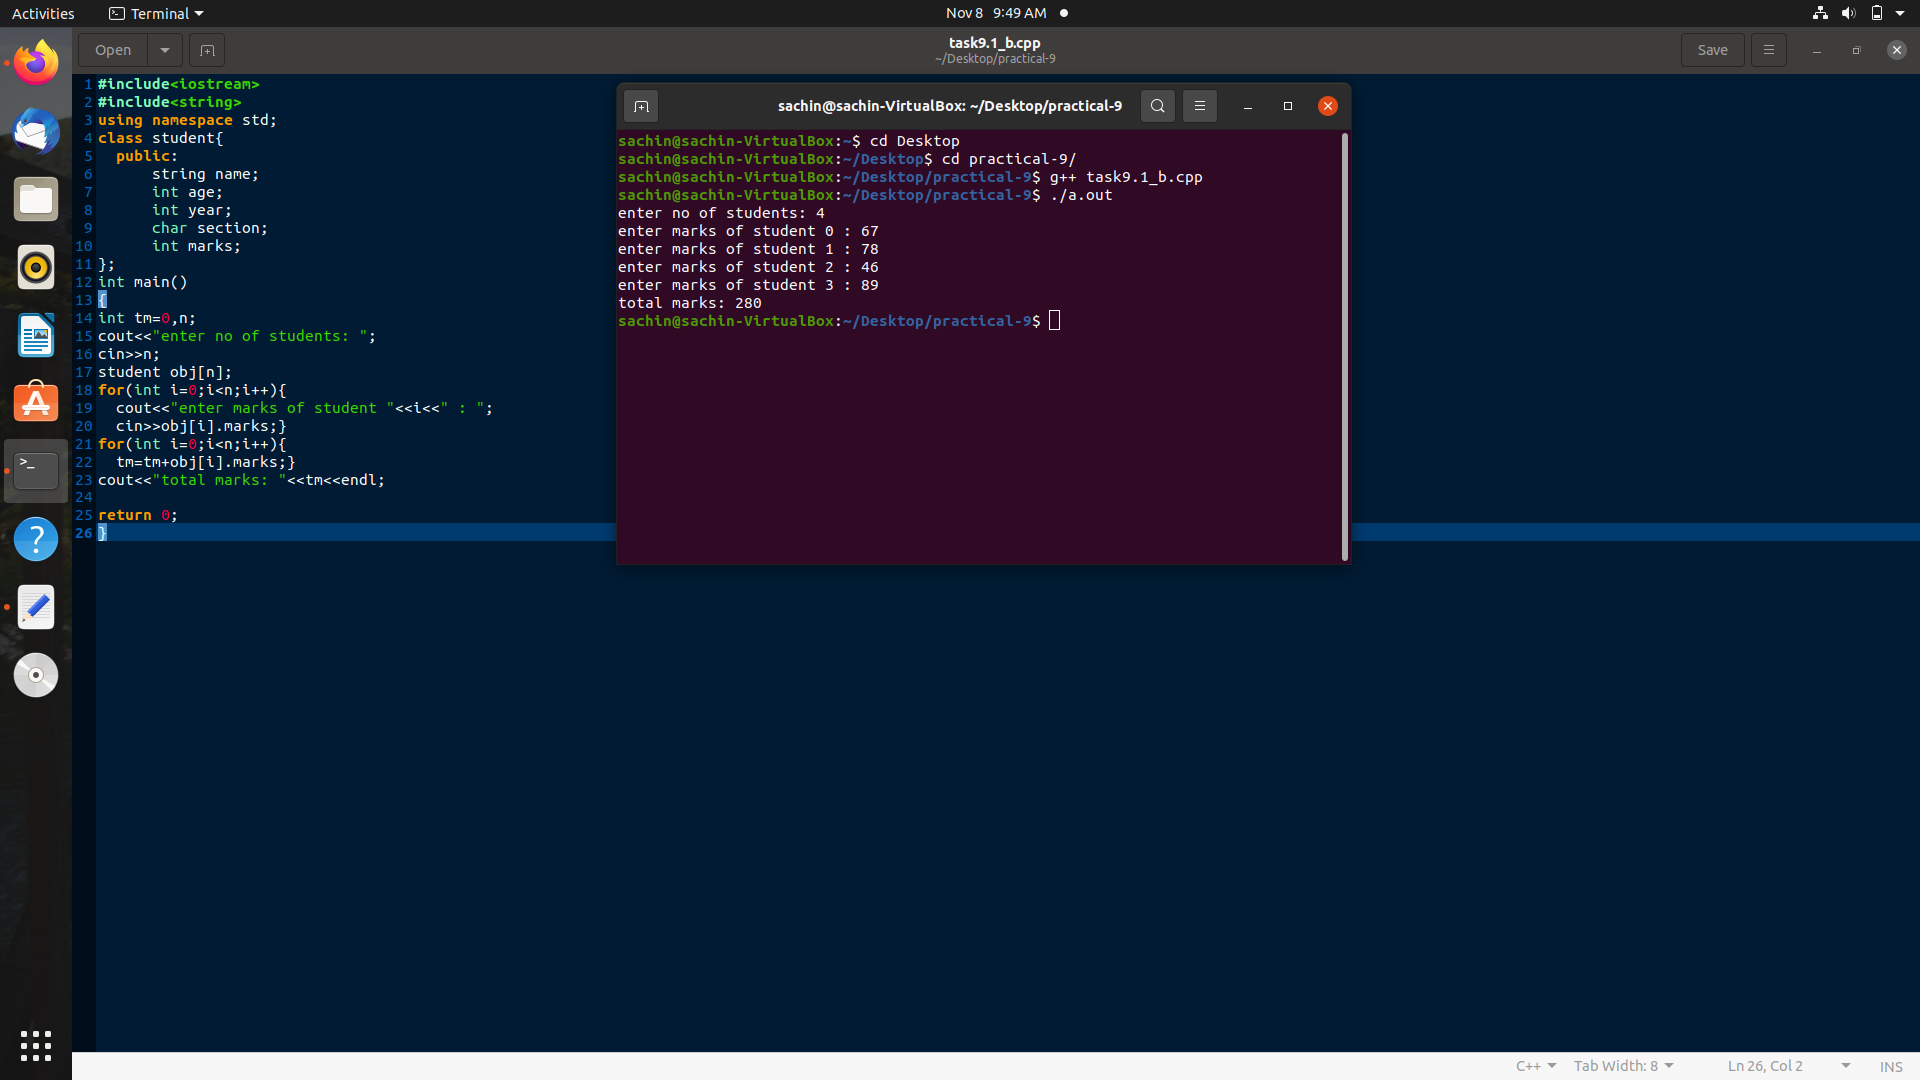 Activities
Terminal
Nov 8 9:49 AM
Open
task9.1_b.cpp
~/Desktop/practical-9
Save
1 #include<iostream>
2 #include<string>
3 using namespace std;
4 class student{
5   public:
6       string name;
7       int age;
8       int year;
9       char section;
10       int marks;
11 };
12 int main()
13 {
14 int tm=0,n;
15 cout<<"enter no of students: ";
16 cin>>n;
17 student obj[n];
18 for(int i=0;i<n;i++){
19   cout<<"enter marks of student "<<i<<" : ";
20   cin>>obj[i].marks;}
21 for(int i=0;i<n;i++){
22   tm=tm+obj[i].marks;}
23 cout<<"total marks: "<<tm<<endl;
24
25 return 0;
26 }
sachin@sachin-VirtualBox: ~/Desktop/practical-9
sachin@sachin-VirtualBox:~$ cd Desktop
sachin@sachin-VirtualBox:~/Desktop$ cd practical-9/
sachin@sachin-VirtualBox:~/Desktop/practical-9$ g++ task9.1_b.cpp
sachin@sachin-VirtualBox:~/Desktop/practical-9$ ./a.out
enter no of students: 4
enter marks of student 0 : 67
enter marks of student 1 : 78
enter marks of student 2 : 46
enter marks of student 3 : 89
total marks: 280
sachin@sachin-VirtualBox:~/Desktop/practical-9$
C++
Tab Width: 8
Ln 26, Col 2
INS